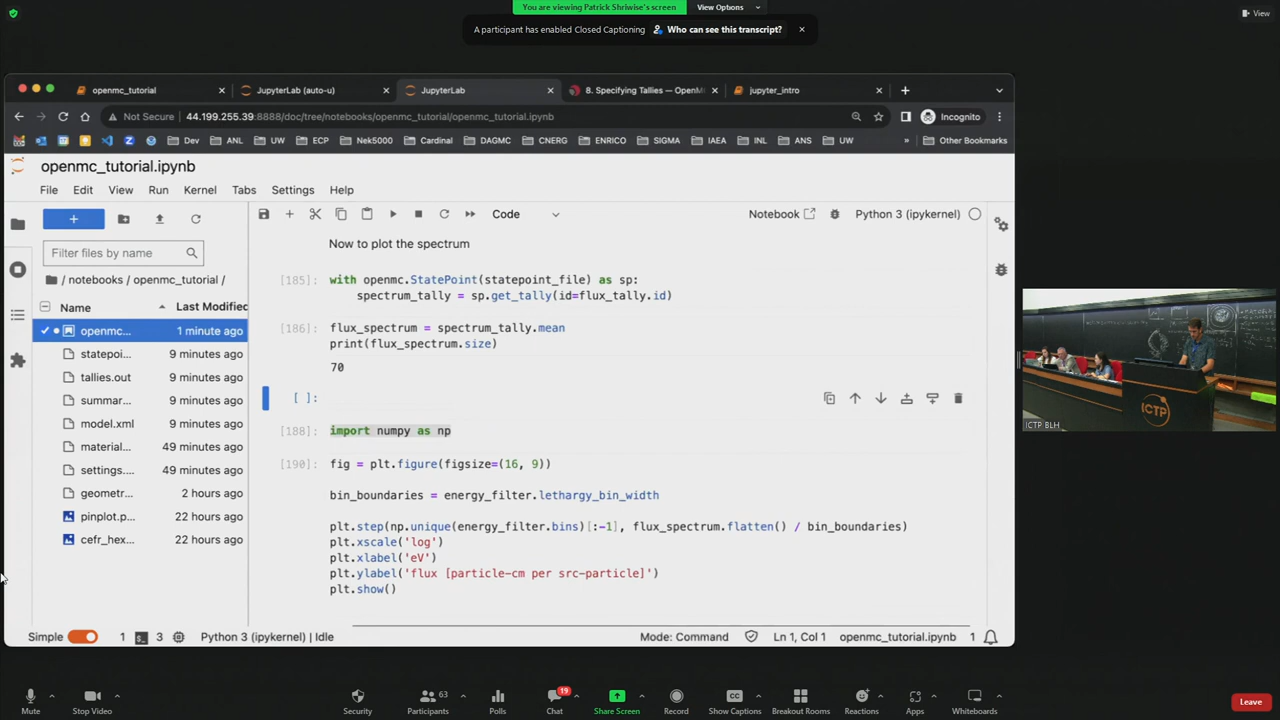 You are viewing Patrick Shriwise's screen
View Options
View
A participant has enabled Closed Captioning
Who can see this transcript?
openmc_tutorial
JupyterLab (auto-u)
JupyterLab
8. Specifying Tallies — OpenM
jupyter_intro
Not Secure
44.199.255.39:8888/doc/tree/notebooks/openmc_tutorial/openmc_tutorial.ipynb
Incognito
Dev
ANL
UW
ECP
Nek5000
Cardinal
DAGMC
CNERG
ENRICO
SIGMA
IAEA
INL
ANS
UW
»
Other Bookmarks
openmc_tutorial.ipynb
File
Edit
View
Run
Kernel
Tabs
Settings
Help
Code
Notebook
Python 3 (ipykernel)
Filter files by name
/ notebooks / openmc_tutorial /
Name
Last Modified
openmc...
1 minute ago
statepoi...
9 minutes ago
tallies.out
9 minutes ago
summar...
9 minutes ago
model.xml
9 minutes ago
material...
49 minutes ago
settings....
49 minutes ago
geometr...
2 hours ago
pinplot.p...
22 hours ago
cefr_hex...
22 hours ago
Now to plot the spectrum
[185]:
with openmc.StatePoint(statepoint_file) as sp:
spectrum_tally = sp.get_tally(id=flux_tally.id)
[186]:
flux_spectrum = spectrum_tally.mean
print(flux_spectrum.size)
70
[ ]:
[188]:
import numpy as np
[190]:
fig = plt.figure(figsize=(16, 9))
bin_boundaries = energy_filter.lethargy_bin_width
plt.step(np.unique(energy_filter.bins)[:-1], flux_spectrum.flatten() / bin_boundaries)
plt.xscale('log')
plt.xlabel('eV')
plt.ylabel('flux [particle-cm per src-particle]')
plt.show()
Simple
1
3
Python 3 (ipykernel) | Idle
Mode: Command
Ln 1, Col 1
openmc_tutorial.ipynb
1
ICTP
ICTP BLH
Mute
Stop Video
Security
63
Participants
Polls
19
Chat
Share Screen
Record
CC
Show Captions
Breakout Rooms
Reactions
Apps
Whiteboards
Leave